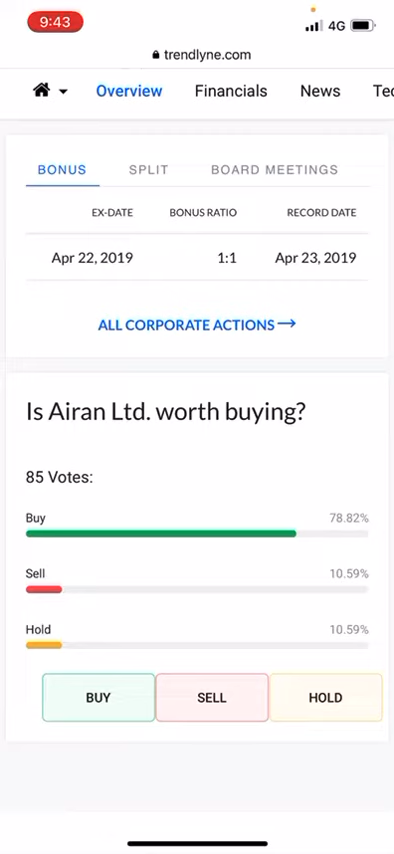 9:43
4G
trendlyne.com
Overview Financials News Tec
BONUS SPLIT BOARD MEETINGS
EX-DATE BONUS RATIO RECORD DATE
Apr 22, 2019 1:1 Apr 23, 2019
ALL CORPORATE ACTIONS→
Is Airan Ltd. worth buying?
85 Votes:
Buy 78.82%
Sell 10.59%
Hold 10.59%
BUY SELL HOLD